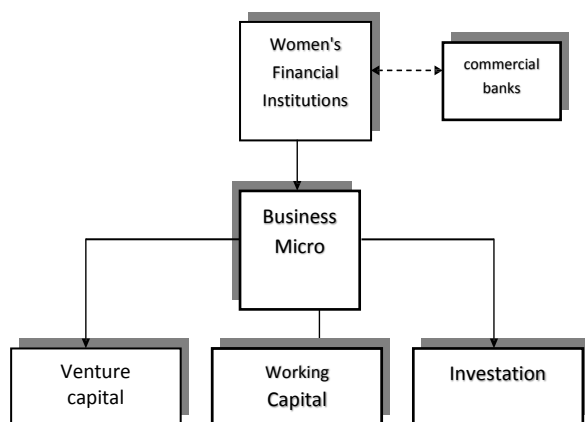 Women's
Financial
Institutions
commercial
banks
Business
Micro
Venture
capital
Working
Capital
Investation